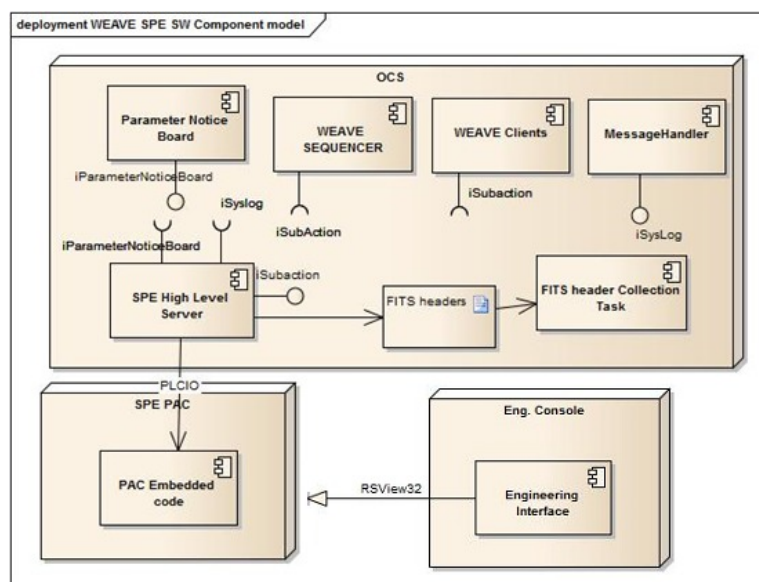 deployment WEAVE SPE SW Component model
OCS
Parameter Notice
Board
WEAVE
SEQUENCER
WEAVE Clients
MessageHandler
iParameterNoticeBoard
iSyslog
iSubaction
iSubAction
iParameterNoticeBoard
iSysLog
iSubaction
SPE High Level
Server
FITS headers
FITS header Collection
Task
PLCIO
SPE PAC
Eng. Console
PAC Embedded
code
RSView32
Engineering
Interface